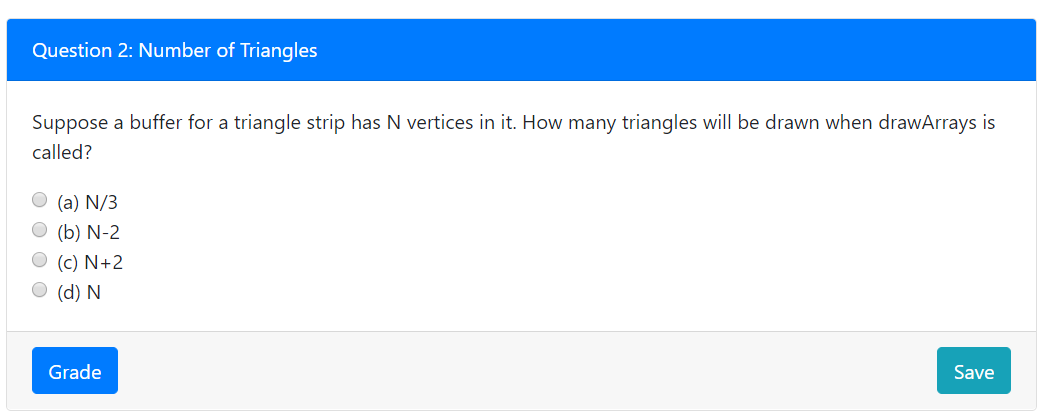 Question 2: Number of Triangles
Suppose a buffer for a triangle strip has N vertices in it. How many triangles will be drawn when drawArrays is
called?
(a) N/3
(b) N-2
(c) N+2
(d) N
Grade
Save